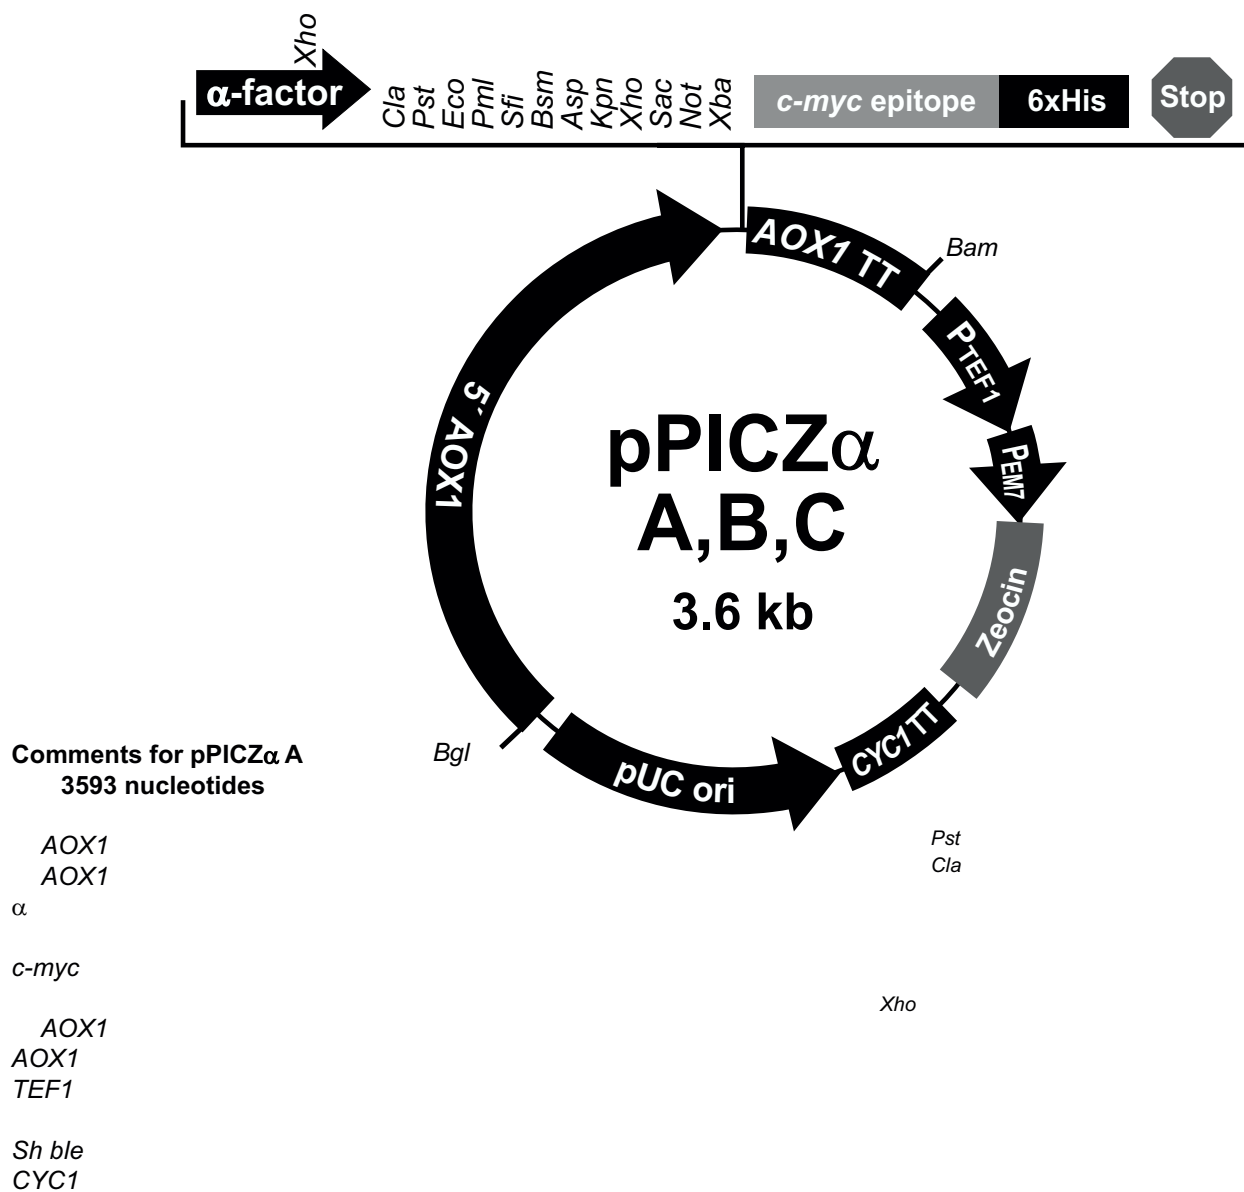 Xho
α-factor
Cla
Pst
Eco
Pml
Sfi
Bsm
Asp
Kpn
Xho
Sac
Not
Xba
c-myc epitope
6xHis
Stop
AOX1 TT
Bam
PTEF1
PEM7
5´ AOX1
pPICZα
A,B,C
3.6 kb
Zeocin
CYC1TT
pUC ori
Bgl
Comments for pPICZα A
3593 nucleotides
AOX1
AOX1
α
c-myc
AOX1
AOX1
TEF1
Sh ble
CYC1
Pst
Cla
Xho